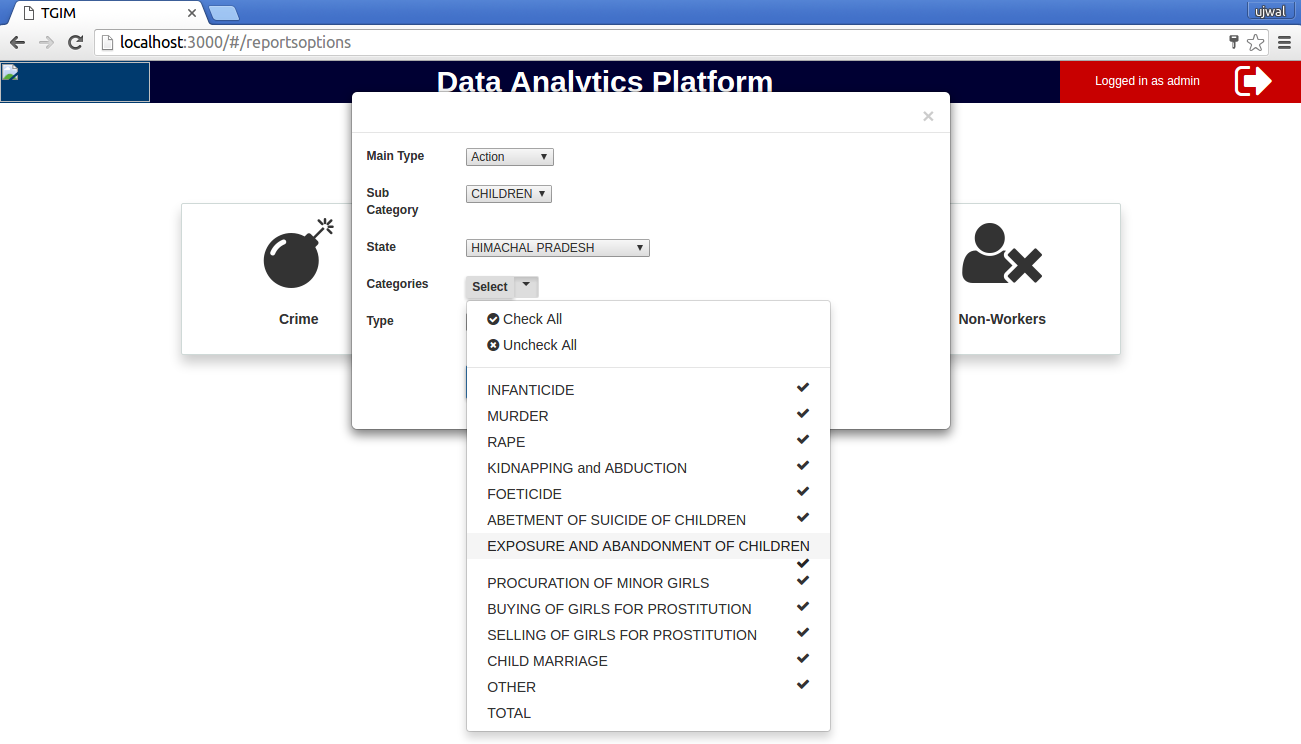 TGIM
ujwal
localhost:3000/#/reportsoptions
Data Analytics Platform
Logged in as admin
×
Main Type
Action
Sub
Category
CHILDREN
State
HIMACHAL PRADESH
Categories
Select
Type
Check All
Uncheck All
INFANTICIDE
MURDER
RAPE
KIDNAPPING and ABDUCTION
FOETICIDE
ABETMENT OF SUICIDE OF CHILDREN
EXPOSURE AND ABANDONMENT OF CHILDREN
PROCURATION OF MINOR GIRLS
BUYING OF GIRLS FOR PROSTITUTION
SELLING OF GIRLS FOR PROSTITUTION
CHILD MARRIAGE
OTHER
TOTAL
Crime
Non-Workers